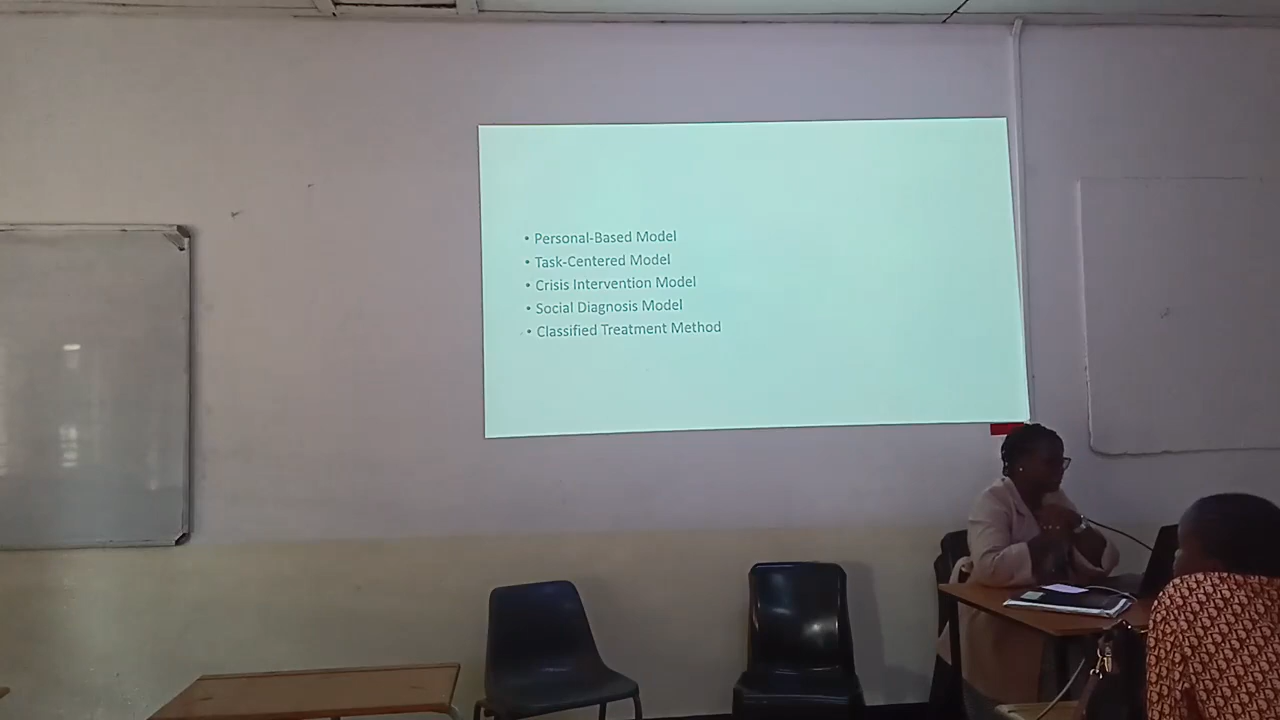 • Personal-Based Model
• Task-Centered Model
• Crisis Intervention Model
• Social Diagnosis Model
• Classified Treatment Method